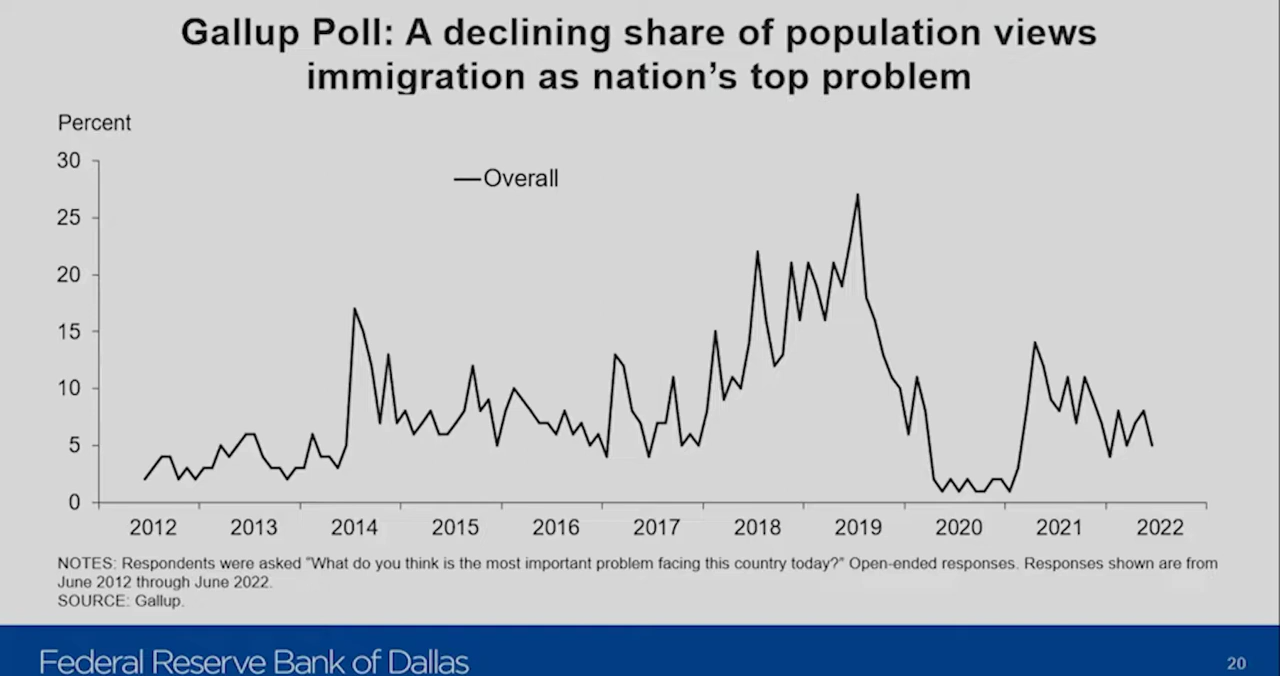 Gallup Poll: A declining share of population views
immigration as nation's top problem
Percent
30
Overall
25
20
15
10
5
0
2012 2013 2014 2015 2016 2017 2018 2019 2020 2021 2022
NOTES: Respondents were asked "What do you think is the most important problem facing this country today?" Open-ended responses. Responses shown are from
June 2012 through June 2022.
SOURCE: Gallup.
Federal Reserve Bank of Dallas
20